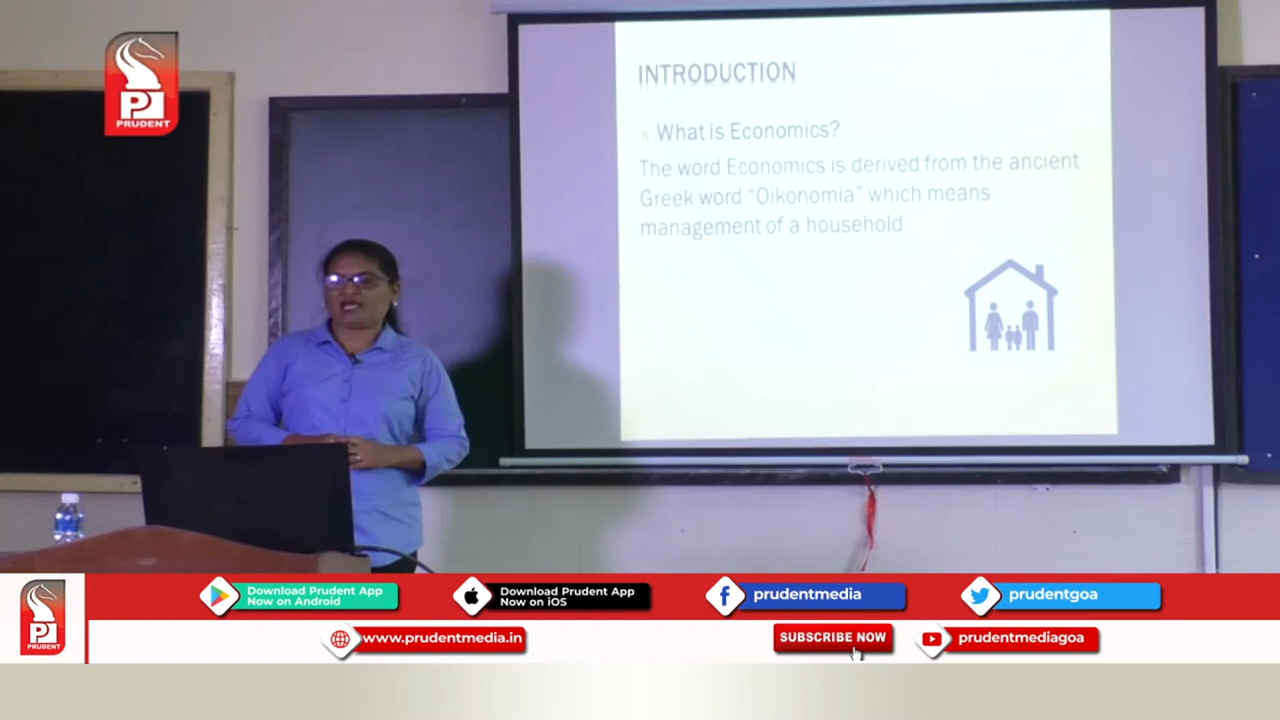 PRUDENT
INTRODUCTION
What is Economics?
The word Economics is derived from the ancient
Greek word “Oikonomia” which means
management of a household
PRUDENT
Download Prudent App
Now on Android
Download Prudent App
Now on iOS
prudentmedia
prudentgoa
www.prudentmedia.in
SUBSCRIBE NOW
prudentmediagoa